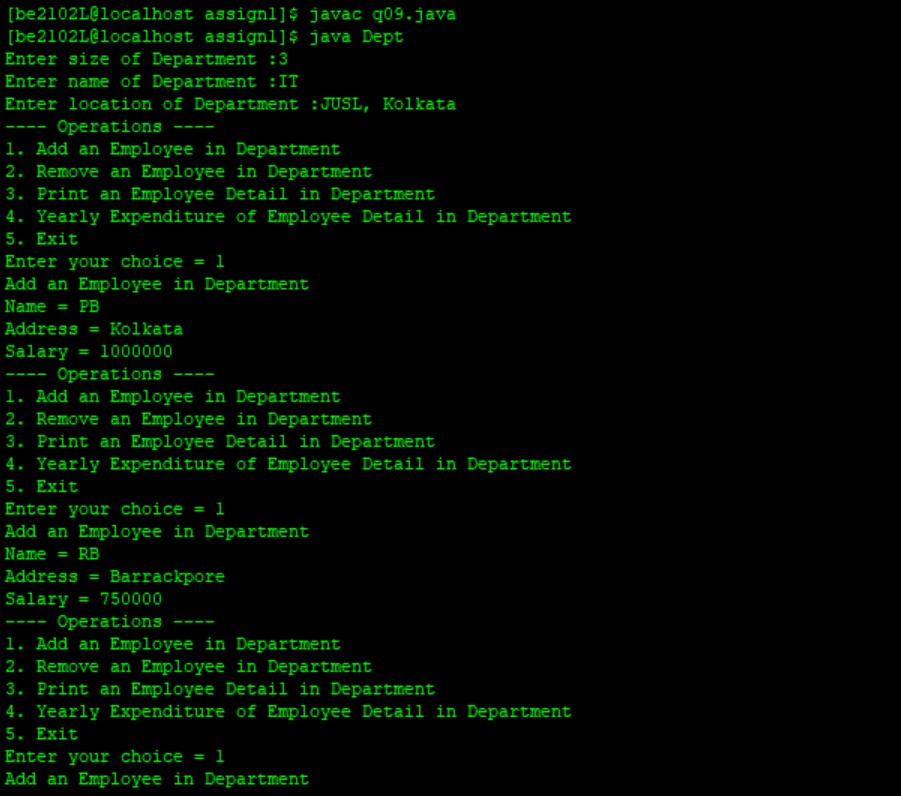 [be2102L@localhost assign1]$ javac q09.java
[be2102L@localhost assign1]$ java Dept
Enter size of Department :3
Enter name of Department :IT
Enter location of Department :JUSL, Kolkata
---- Operations ----
1. Add an Employee in Department
2. Remove an Employee in Department
3. Print an Employee Detail in Department
4. Yearly Expenditure of Employee Detail in Department
5. Exit
Enter your choice = 1
Add an Employee in Department
Name = PB
Address = Kolkata
Salary = 1000000
---- Operations ----
1. Add an Employee in Department
2. Remove an Employee in Department
3. Print an Employee Detail in Department
4. Yearly Expenditure of Employee Detail in Department
5. Exit
Enter your choice = 1
Add an Employee in Department
Name = RB
Address = Barrackpore
Salary = 750000
---- Operations ----
1. Add an Employee in Department
2. Remove an Employee in Department
3. Print an Employee Detail in Department
4. Yearly Expenditure of Employee Detail in Department
5. Exit
Enter your choice = 1
Add an Employee in Department